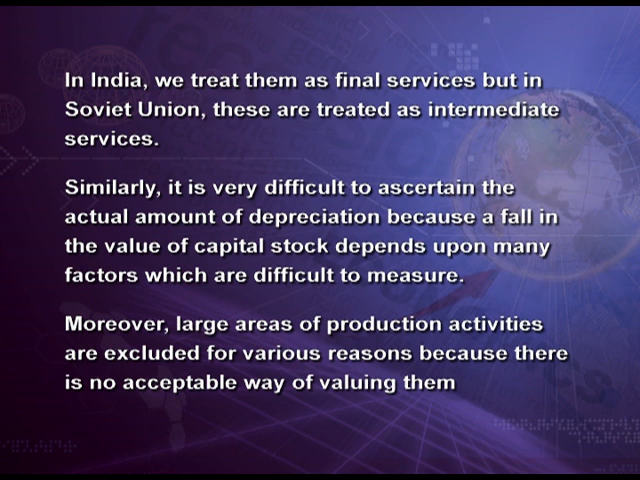 In India, we treat them as final services but in
Soviet Union, these are treated as intermediate
services.
Similarly, it is very difficult to ascertain the
actual amount of depreciation because a fall in
the value of capital stock depends upon many
factors which are difficult to measure.
Moreover, large areas of production activities
are excluded for various reasons because there
is no acceptable way of valuing them